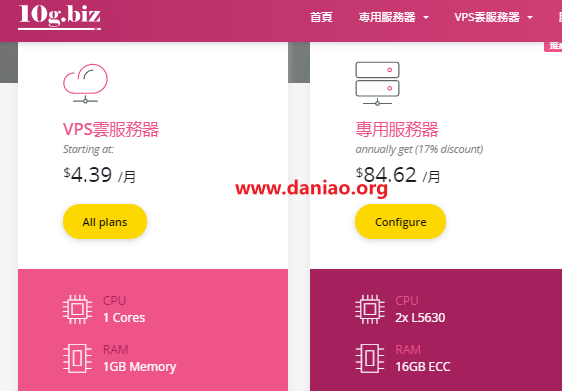 10g.biz
首頁 專用服務器 VPS雲服務器
VPS雲服務器
Starting at:
$4.39 /月
All plans
專用服務器
annually get (17% discount)
$84.62 /月
Configure
www.daniao.org
CPU
1 Cores
RAM
1GB Memory
CPU
2x L5630
RAM
16GB ECC